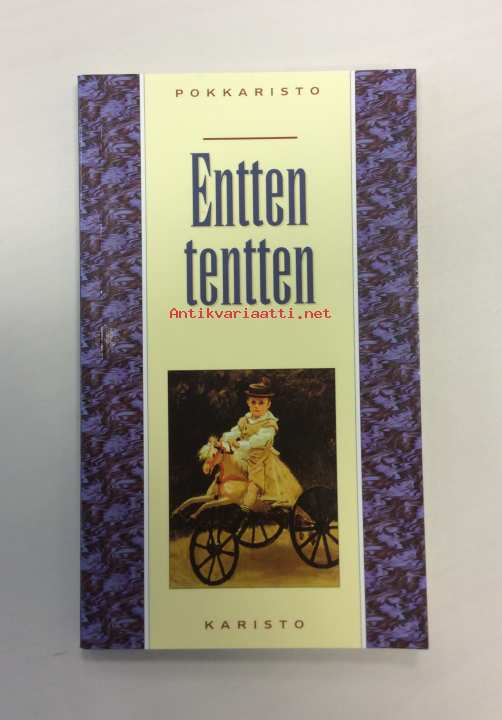 POKKARISTO
Entten
tentten
Antikvariaatti.net
KARISTO